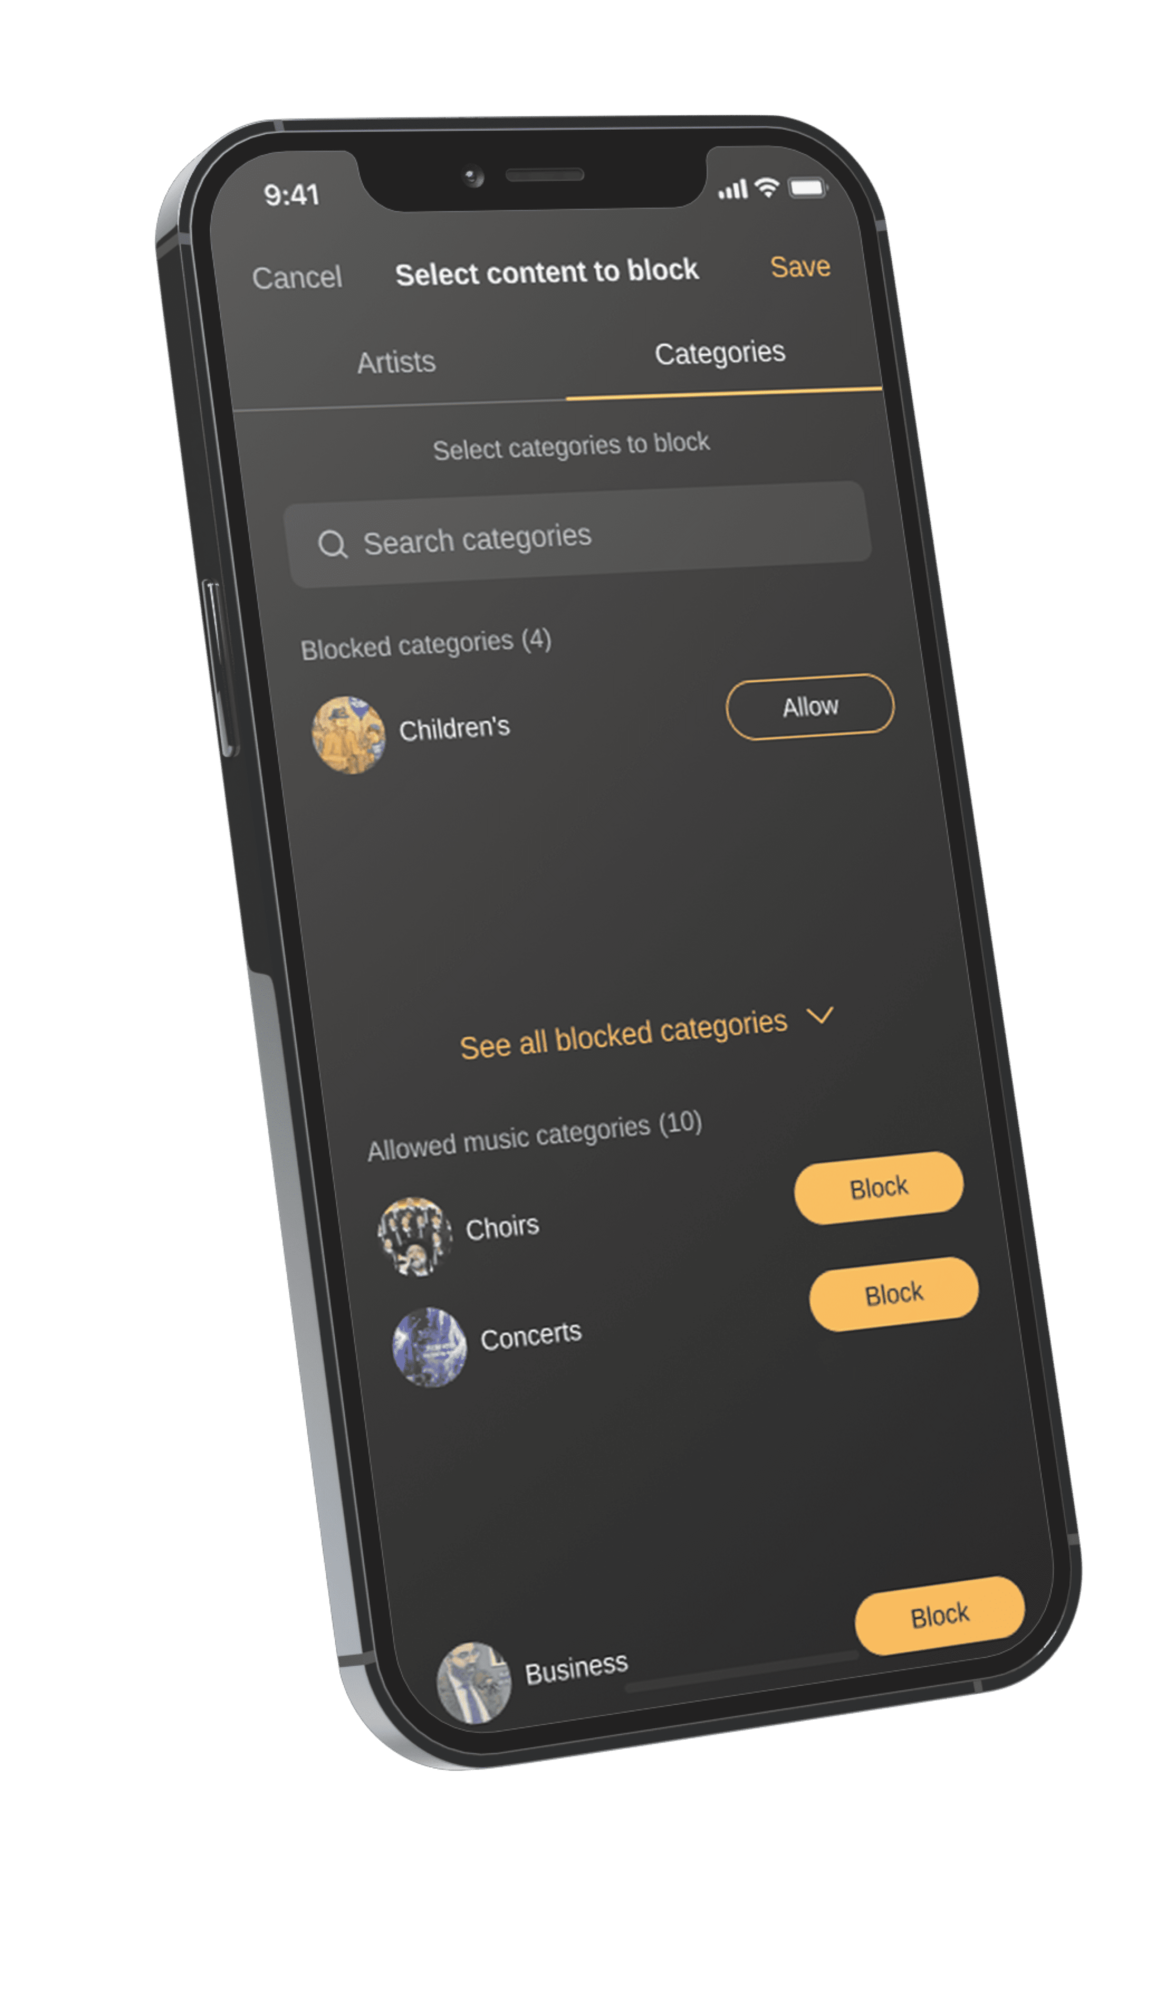 9:41
Cancel Select content to block Save
Artists Categories
Select categories to block
Search categories
Blocked categories (4)
Children's Allow
See all blocked categories
Allowed music categories (10)
Choirs Block
Concerts Block
Business Block